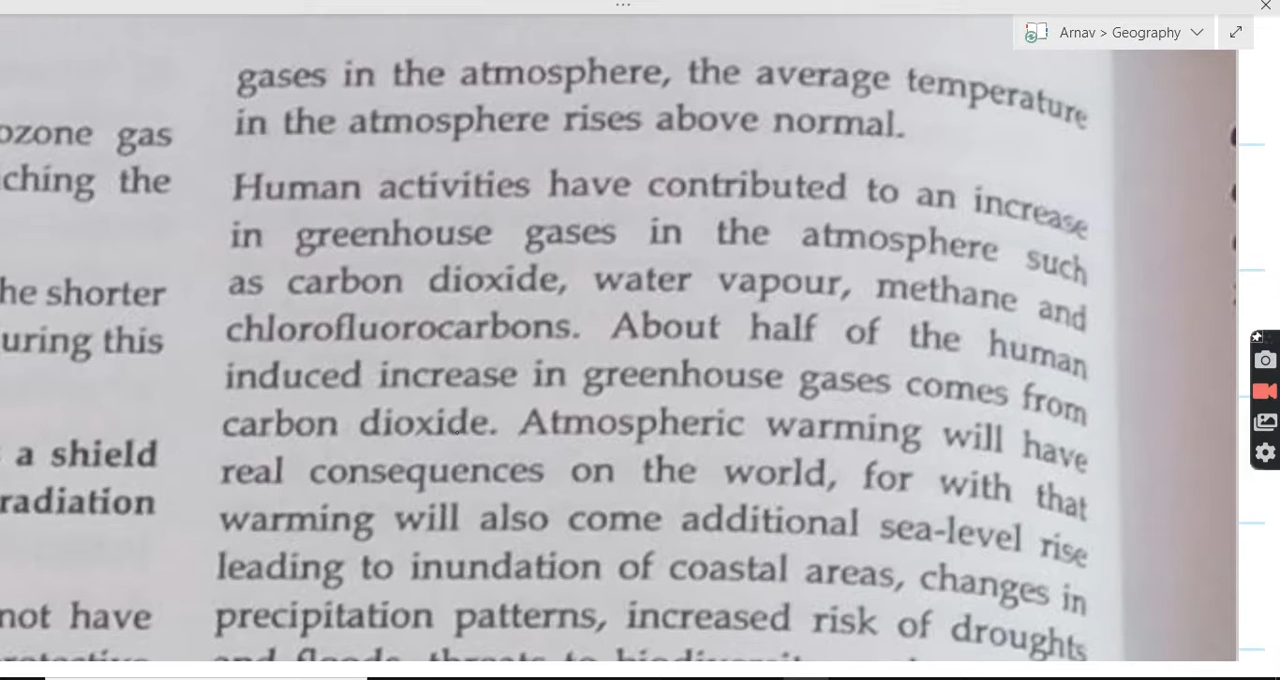 Arnav > Geography
ozone gas
ching the
he shorter
uring this
a shield
radiation
not have
gases in the atmosphere, the average temperature
in the atmosphere rises above normal.
Human activities have contributed to an increase
in greenhouse gases in the atmosphere such
as carbon dioxide, water vapour, methane and
chlorofluorocarbons. About half of the human
induced increase in greenhouse gases comes from
carbon dioxide. Atmospheric warming will have
real consequences on the world, for with that
warming will also come additional sea-level rise
leading to inundation of coastal areas, changes in
precipitation patterns, increased risk of droughts
and floods, threats to biodiversity